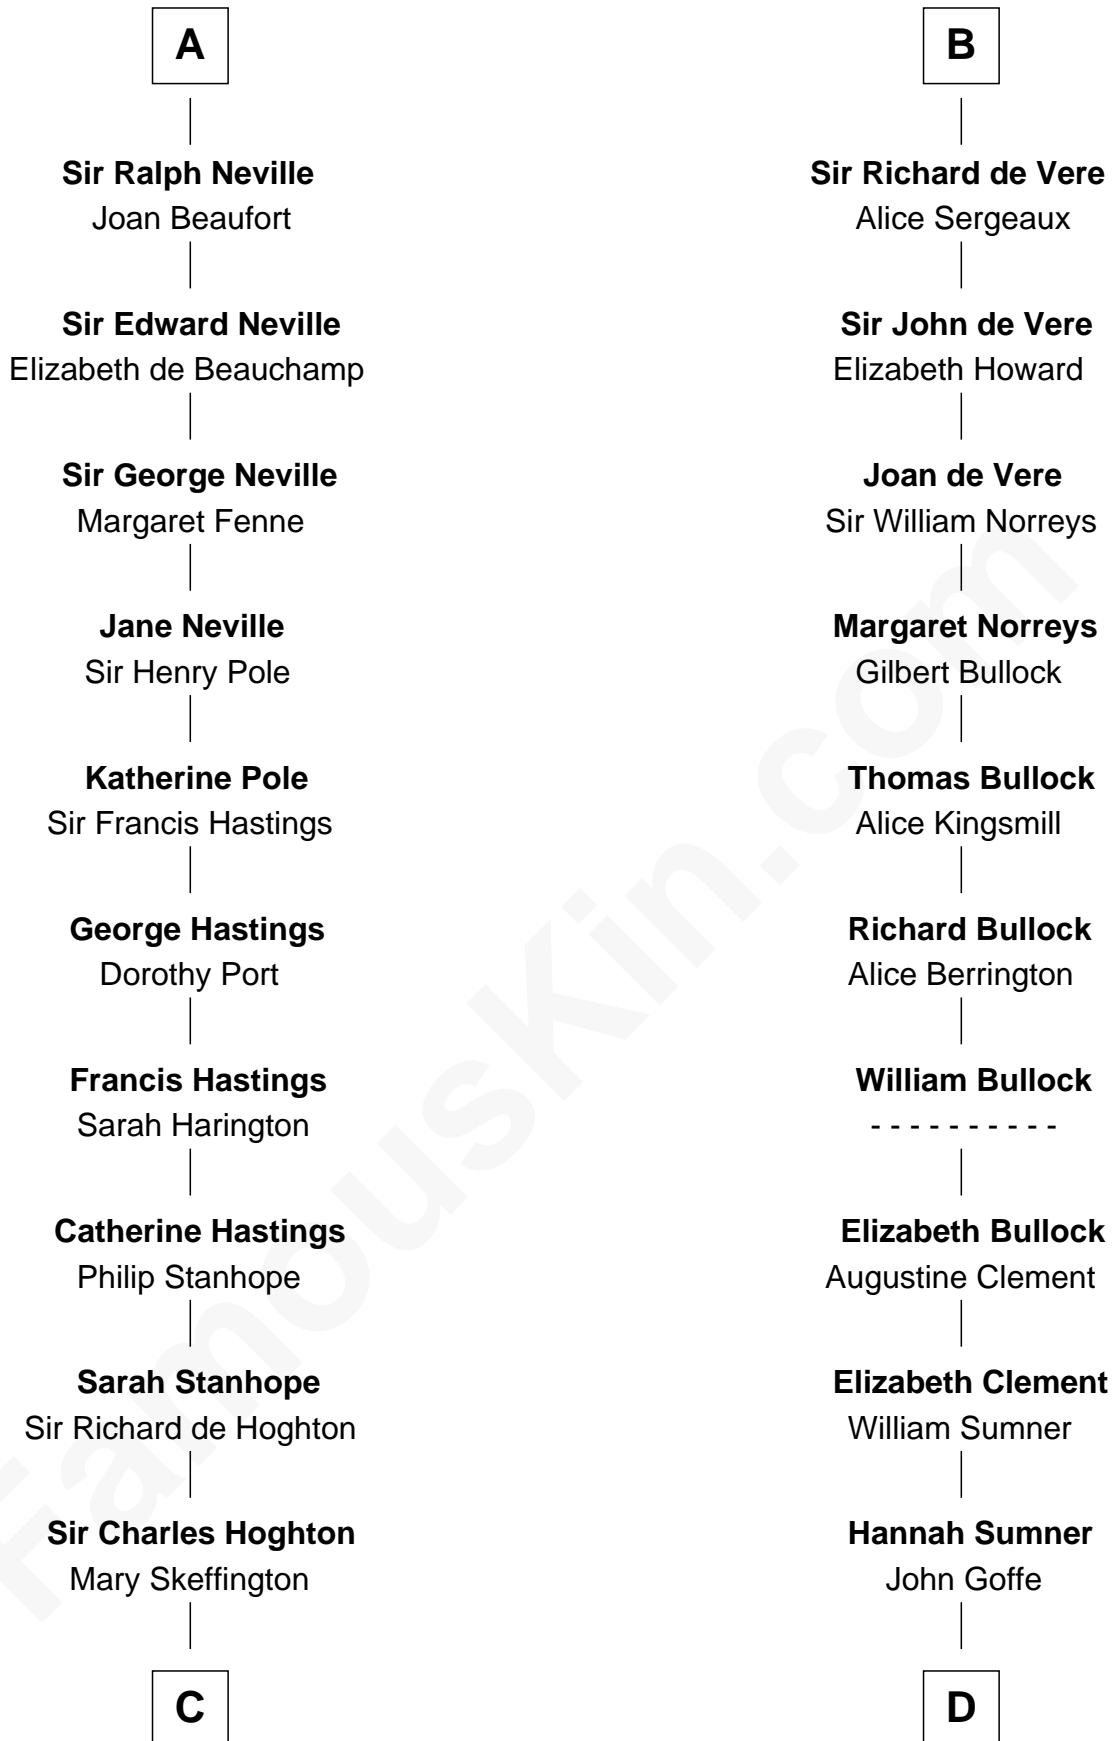 A
Sir Ralph Neville
Joan Beaufort
Sir Edward Neville
Elizabeth de Beauchamp
Sir George Neville
Margaret Fenne
Jane Neville
Sir Henry Pole
Katherine Pole
Sir Francis Hastings
George Hastings
Dorothy Port
Francis Hastings
Sarah Harington
Catherine Hastings
Philip Stanhope
Sarah Stanhope
Sir Richard de Hoghton
Sir Charles Hoghton
Mary Skeffington
C
B
Sir Richard de Vere
Alice Sergeaux
Sir John de Vere
Elizabeth Howard
Joan de Vere
Sir William Norreys
Margaret Norreys
Gilbert Bullock
Thomas Bullock
Alice Kingsmill
Richard Bullock
Alice Berrington
William Bullock
- - - - - - - - - -
Elizabeth Bullock
Augustine Clement
Elizabeth Clement
William Sumner
Hannah Sumner
John Goffe
D
FamousKin.com